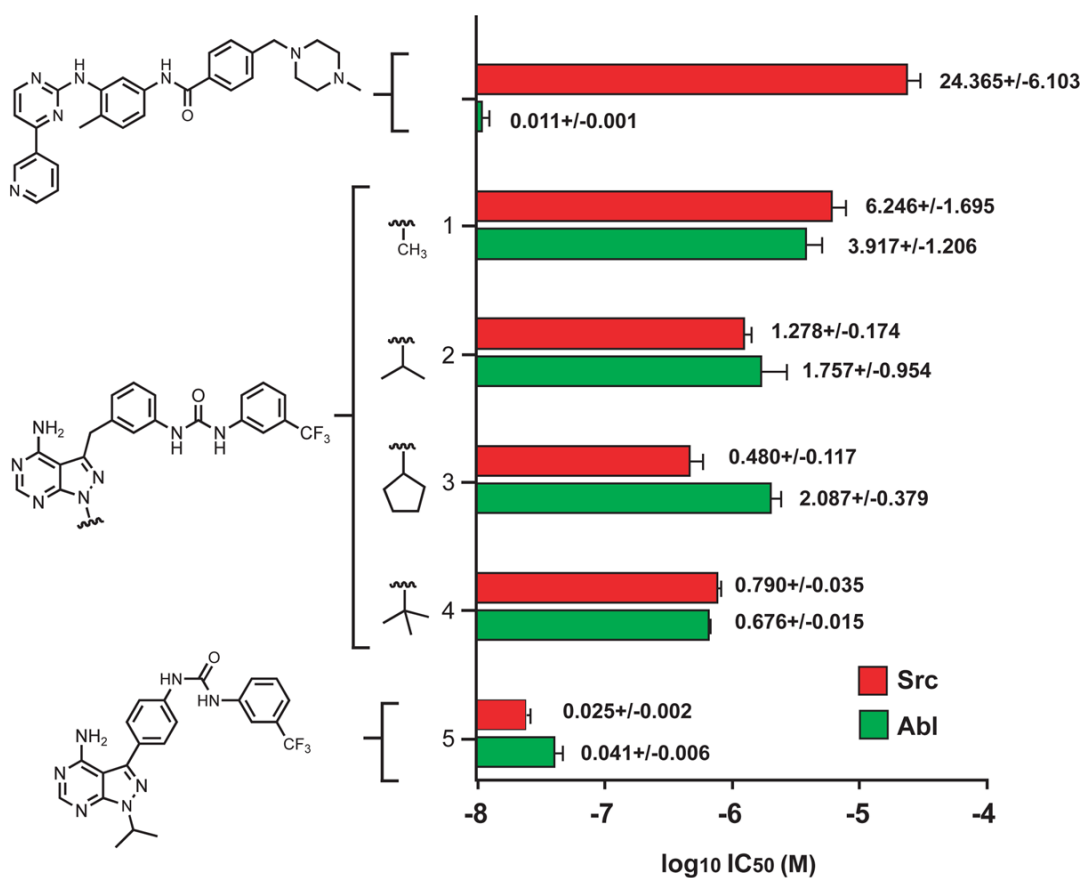 N
N
N
N
H
N
H
N
O
N
N
24.365+/-6.103
0.011+/-0.001
1
CH3
6.246+/-1.695
3.917+/-1.206
2
1.278+/-0.174
1.757+/-0.954
NH2
N
N
N
N
N
H
O
N
H
CF3
3
0.480+/-0.117
2.087+/-0.379
4
0.790+/-0.035
0.676+/-0.015
NH2
N
N
N
N
HN
O
HN
CF3
5
0.025+/-0.002
0.041+/-0.006
Src
Abl
-8 -7 -6 -5 -4
log10 IC50 (M)